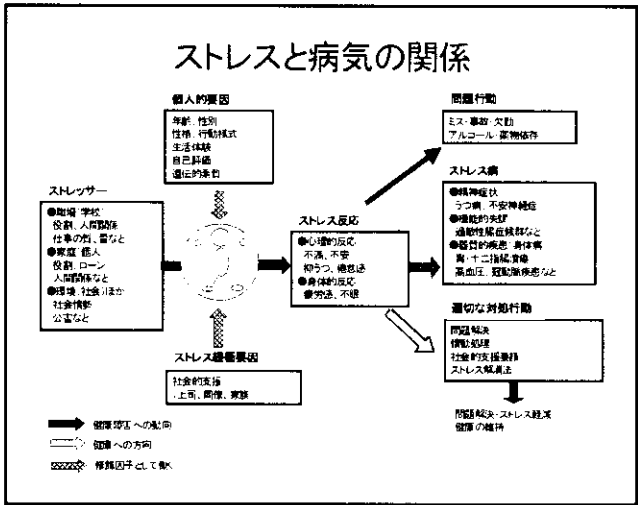 ストレスと病気の関係
個人的要因
年齢、性別
性格、行動様式
生活体験
自己評価
遺伝的素因
ストレッサー
●職場(学校)
役割、人間関係
仕事の質、量など
●家庭・個人
役割、ローン
人間関係など
●環境(社会)ほか
社会情勢
公害など
ストレス緩衝要因
社会的支援
:上司、同僚、家族
ストレス反応
●心理的反応
不満、不安
抑うつ、倦怠感
●身体的反応
疲労感、不眠
問題行動
ミス・事故・欠勤
アルコール・薬物依存
ストレス病
●精神症状
うつ病、不安神経症
●機能的失調
過敏性腸症候群など
●器質的疾患・身体病
胃・十二指腸潰瘍
高血圧、冠動脈疾患など
適切な対処行動
問題解決
情動処理
社会的支援要請
ストレス解消法
問題解決・ストレス軽減
健康の維持
健康障害への動向
健康への方向
修飾因子として働く